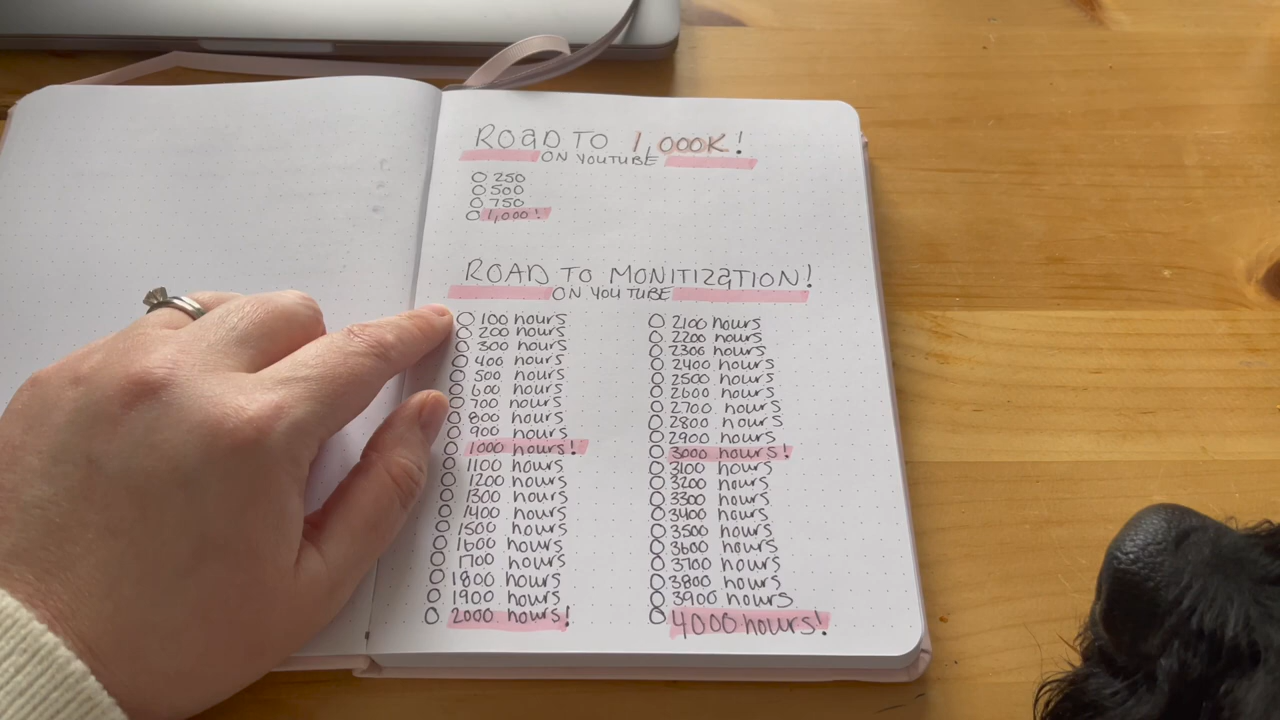 ROAD TO 1,000K!
ON YOUTUBE
250
500
750
1,000!
ROAD TO MONITIZATION!
ON YOUTUBE
100 hours
200 hours
300 hours
400 hours
500 hours
600 hours
700 hours
800 hours
900 hours
1000 hours!
1100 hours
1200 hours
1300 hours
1400 hours
1500 hours
1600 hours
1700 hours
1800 hours
1900 hours
2000 hours!
2100 hours
2200 hours
2300 hours
2400 hours
2500 hours
2600 hours
2700 hours
2800 hours
2900 hours
3000 hours!
3100 hours
3200 hours
3300 hours
3400 hours
3500 hours
3600 hours
3700 hours
3800 hours
3900 hours
4000 hours!